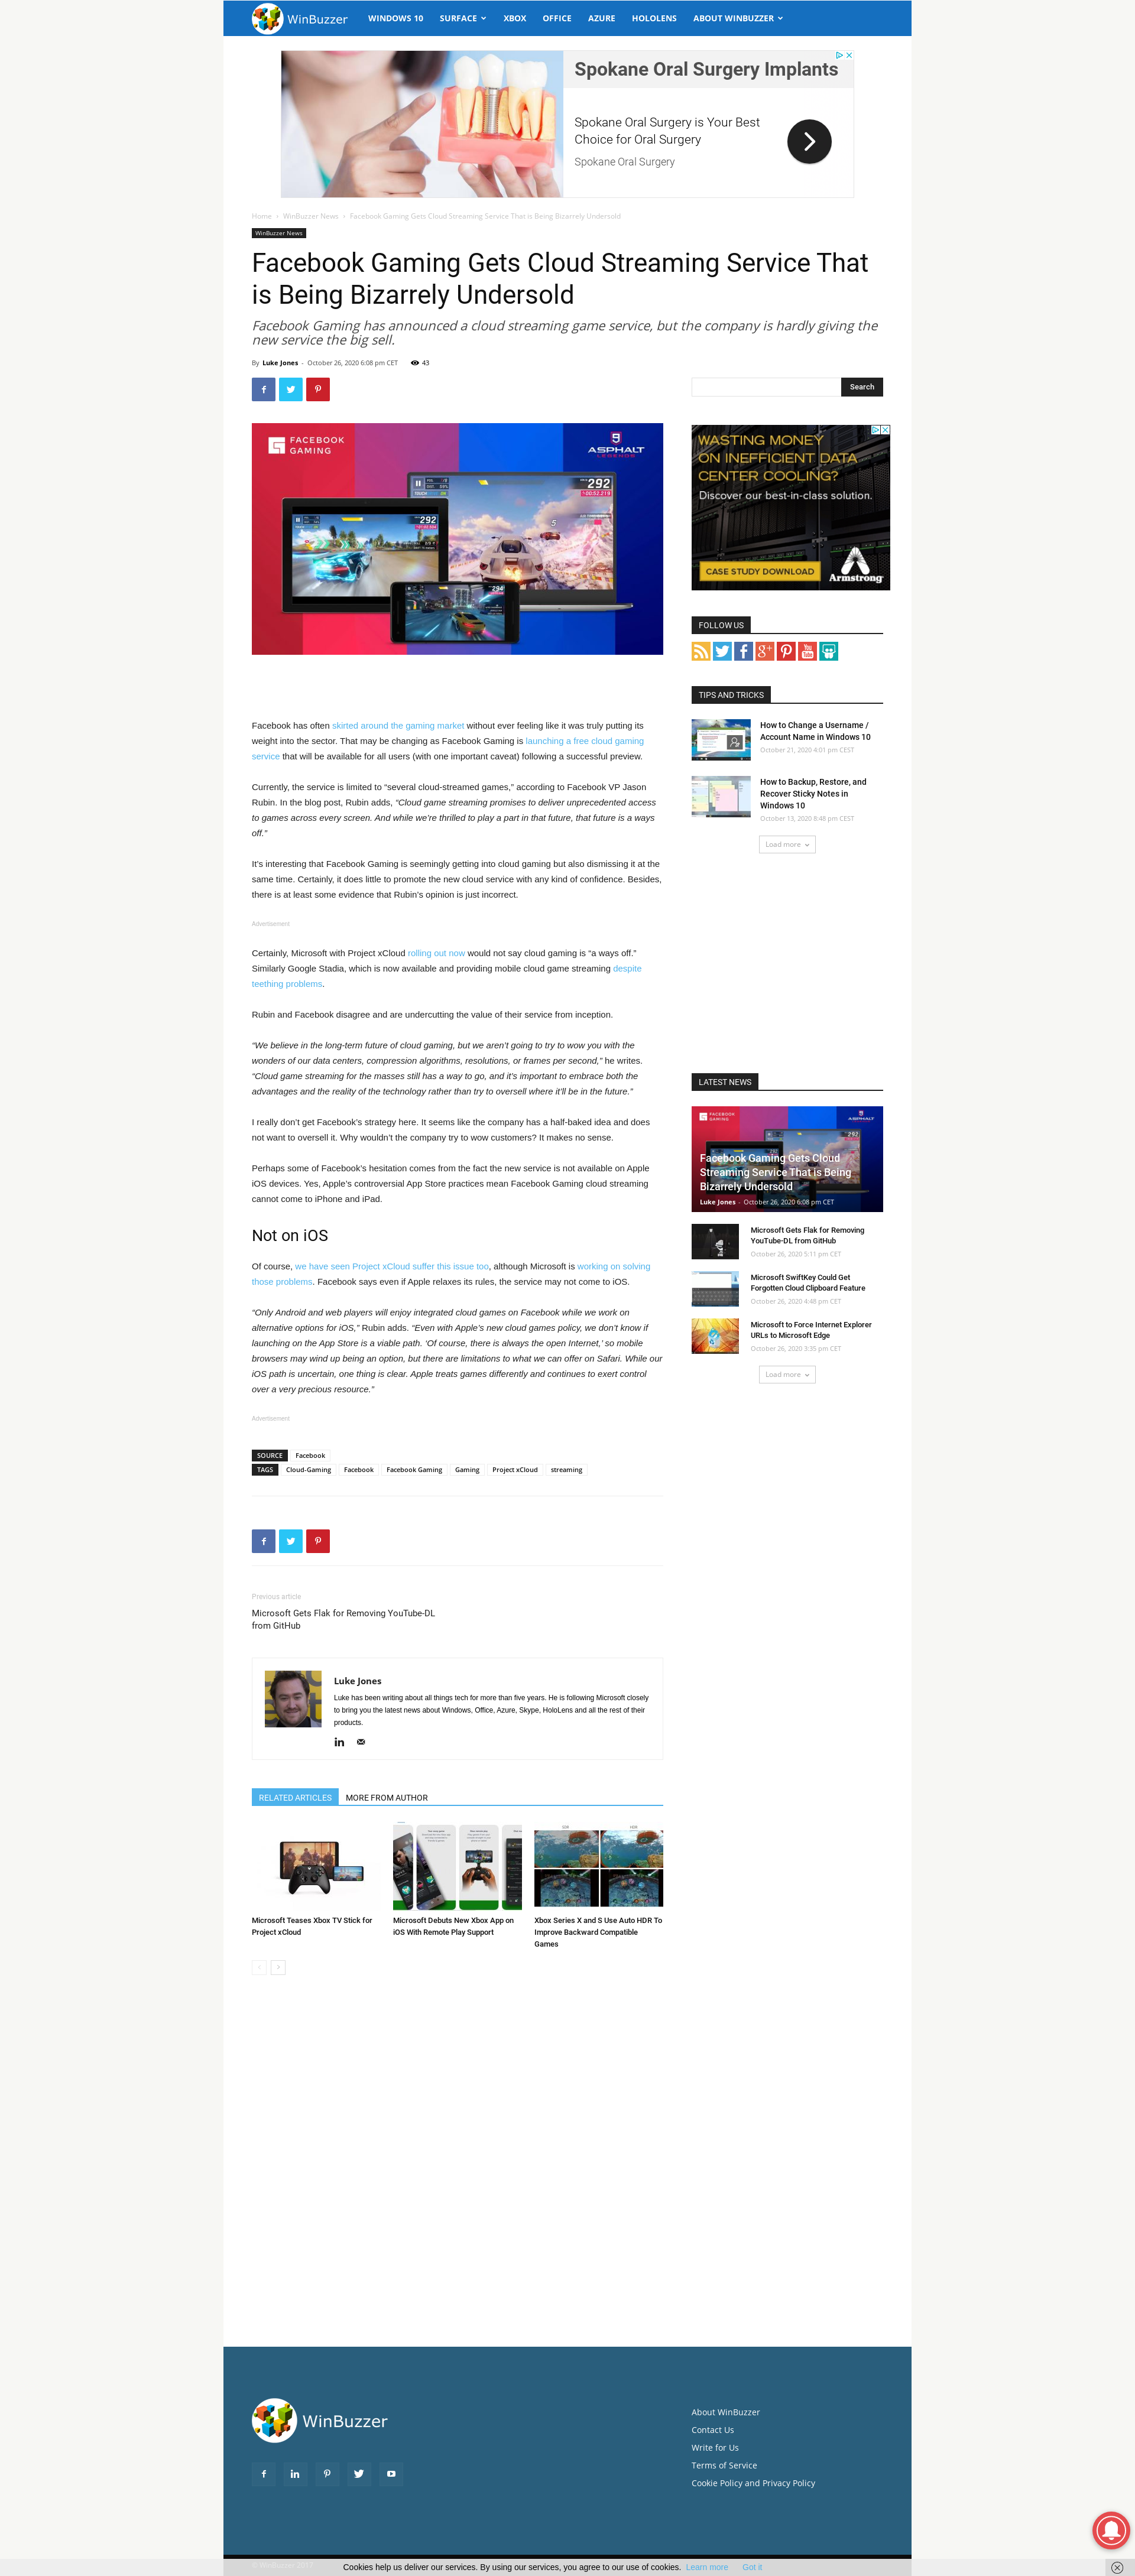 WinBuzzer
WINDOWS 10 SURFACE XBOX OFFICE AZURE HOLOLENS ABOUT WINBUZZER
Spokane Oral Surgery Implants
Spokane Oral Surgery is Your Best
Choice for Oral Surgery
Spokane Oral Surgery
Home › WinBuzzer News › Facebook Gaming Gets Cloud Streaming Service That is Being Bizarrely Undersold
WinBuzzer News
Facebook Gaming Gets Cloud Streaming Service That
is Being Bizarrely Undersold
Facebook Gaming has announced a cloud streaming game service, but the company is hardly giving the
new service the big sell.
By Luke Jones - October 26, 2020 6:08 pm CET 43
Search
FACEBOOK
GAMING
9
ASPHALT
LEGENDS
292
292
294
WASTING MONEY
ON INEFFICIENT DATA
CENTER COOLING?
Discover our best-in-class solution.
CASE STUDY DOWNLOAD
Armstrong
FOLLOW US
TIPS AND TRICKS
How to Change a Username /
Account Name in Windows 10
October 21, 2020 4:01 pm CEST
How to Backup, Restore, and
Recover Sticky Notes in
Windows 10
October 13, 2020 8:48 pm CEST
Load more
Facebook has often skirted around the gaming market without ever feeling like it was truly putting its
weight into the sector. That may be changing as Facebook Gaming is launching a free cloud gaming
service that will be available for all users (with one important caveat) following a successful preview.
Currently, the service is limited to “several cloud-streamed games,” according to Facebook VP Jason
Rubin. In the blog post, Rubin adds, “Cloud game streaming promises to deliver unprecedented access
to games across every screen. And while we’re thrilled to play a part in that future, that future is a ways
off.”
It's interesting that Facebook Gaming is seemingly getting into cloud gaming but also dismissing it at the
same time. Certainly, it does little to promote the new cloud service with any kind of confidence. Besides,
there is at least some evidence that Rubin's opinion is just incorrect.
Advertisement
Certainly, Microsoft with Project xCloud rolling out now would not say cloud gaming is “a ways off.”
Similarly Google Stadia, which is now available and providing mobile cloud game streaming despite
teething problems.
Rubin and Facebook disagree and are undercutting the value of their service from inception.
“We believe in the long-term future of cloud gaming, but we aren’t going to try to wow you with the
wonders of our data centers, compression algorithms, resolutions, or frames per second,” he writes.
“Cloud game streaming for the masses still has a way to go, and it’s important to embrace both the
advantages and the reality of the technology rather than try to oversell where it’ll be in the future.”
I really don’t get Facebook’s strategy here. It seems like the company has a half-baked idea and does
not want to oversell it. Why wouldn’t the company try to wow customers? It makes no sense.
Perhaps some of Facebook’s hesitation comes from the fact the new service is not available on Apple
iOS devices. Yes, Apple’s controversial App Store practices mean Facebook Gaming cloud streaming
cannot come to iPhone and iPad.
Not on iOS
Of course, we have seen Project xCloud suffer this issue too, although Microsoft is working on solving
those problems. Facebook says even if Apple relaxes its rules, the service may not come to iOS.
“Only Android and web players will enjoy integrated cloud games on Facebook while we work on
alternative options for iOS,” Rubin adds. “Even with Apple’s new cloud games policy, we don’t know if
launching on the App Store is a viable path. ‘Of course, there is always the open Internet,’ so mobile
browsers may wind up being an option, but there are limitations to what we can offer on Safari. While our
iOS path is uncertain, one thing is clear. Apple treats games differently and continues to exert control
over a very precious resource.”
Advertisement
LATEST NEWS
Facebook Gaming Gets Cloud
Streaming Service That is Being
Bizarrely Undersold
Luke Jones - October 26, 2020 6:08 pm CET
Microsoft Gets Flak for Removing
YouTube-DL from GitHub
October 26, 2020 5:11 pm CET
Microsoft SwiftKey Could Get
Forgotten Cloud Clipboard Feature
October 26, 2020 4:48 pm CET
Microsoft to Force Internet Explorer
URLs to Microsoft Edge
October 26, 2020 3:35 pm CET
Load more
SOURCE Facebook
TAGS Cloud-Gaming Facebook Facebook Gaming Gaming Project xCloud streaming
Previous article
Microsoft Gets Flak for Removing YouTube-DL
from GitHub
Luke Jones
Luke has been writing about all things tech for more than five years. He is following Microsoft closely
to bring you the latest news about Windows, Office, Azure, Skype, HoloLens and all the rest of their
products.
RELATED ARTICLES MORE FROM AUTHOR
Microsoft Teases Xbox TV Stick for
Project xCloud
Microsoft Debuts New Xbox App on
iOS With Remote Play Support
Xbox Series X and S Use Auto HDR To
Improve Backward Compatible
Games
WinBuzzer
About WinBuzzer
Contact Us
Write for Us
Terms of Service
Cookie Policy and Privacy Policy
Cookies help us deliver our services. By using our services, you agree to our use of cookies. Learn more Got it